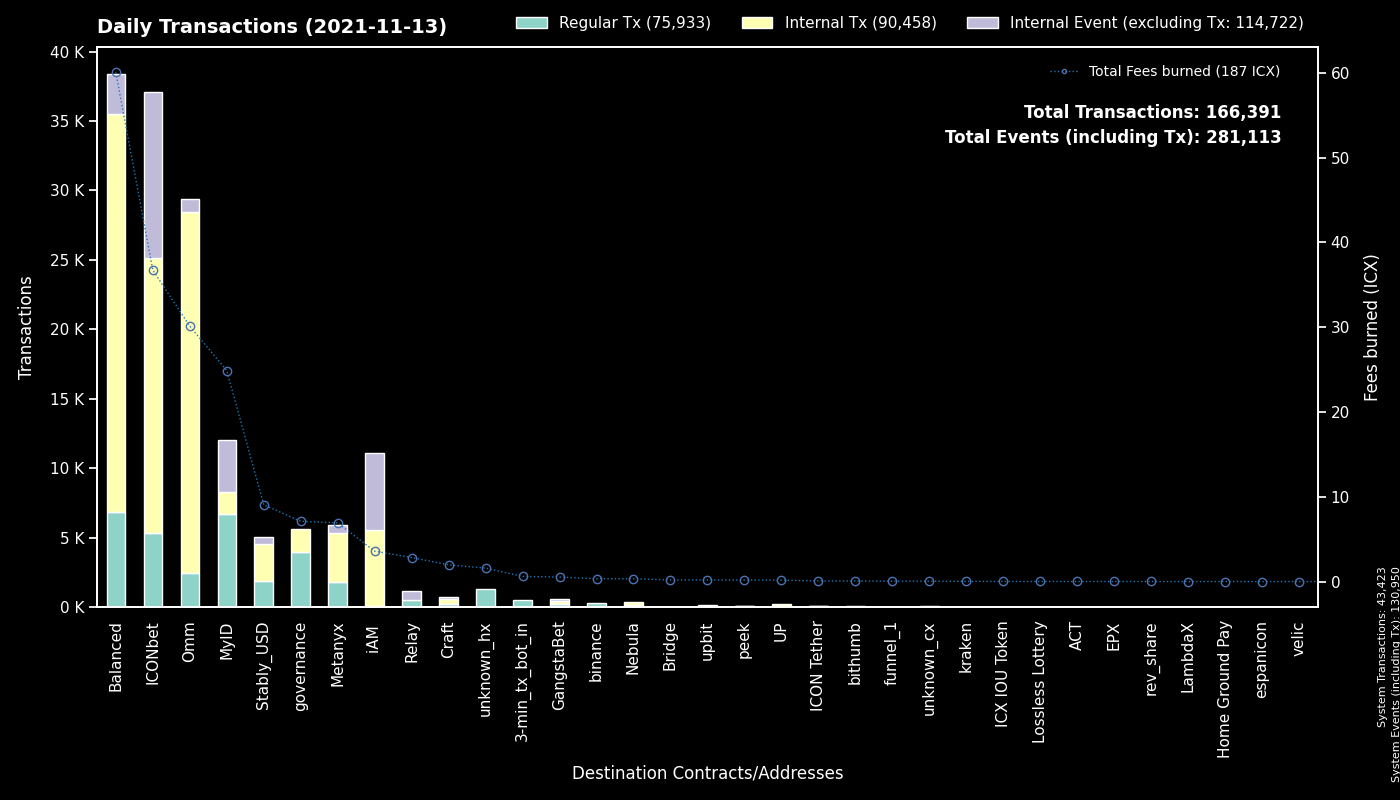 Daily Transactions (2021-11-13)
Regular Tx (75,933)
Internal Tx (90,458)
Internal Event (excluding Tx: 114,722)
Total Fees burned (187 ICX)
Total Transactions: 166,391
Total Events (including Tx): 281,113
Transactions
40 K
35 K
30 K
25 K
20 K
15 K
10 K
5 K
0 K
60
50
40
30
20
10
0
Fees burned (ICX)
Balanced
ICONbet
Omm
MyID
Stably_USD
governance
Metanyx
iAM
Relay
Craft
unknown_hx
3-min_tx_bot_in
GangstaBet
binance
Nebula
Bridge
upbit
peek
UP
ICON Tether
bithumb
funnel_1
unknown_cx
kraken
ICX IOU Token
Lossless Lottery
ACT
EPX
rev_share
LambdaX
Home Ground Pay
espanicon
velic
Destination Contracts/Addresses
System Transactions: 43,423
System Events (including Tx): 130,950